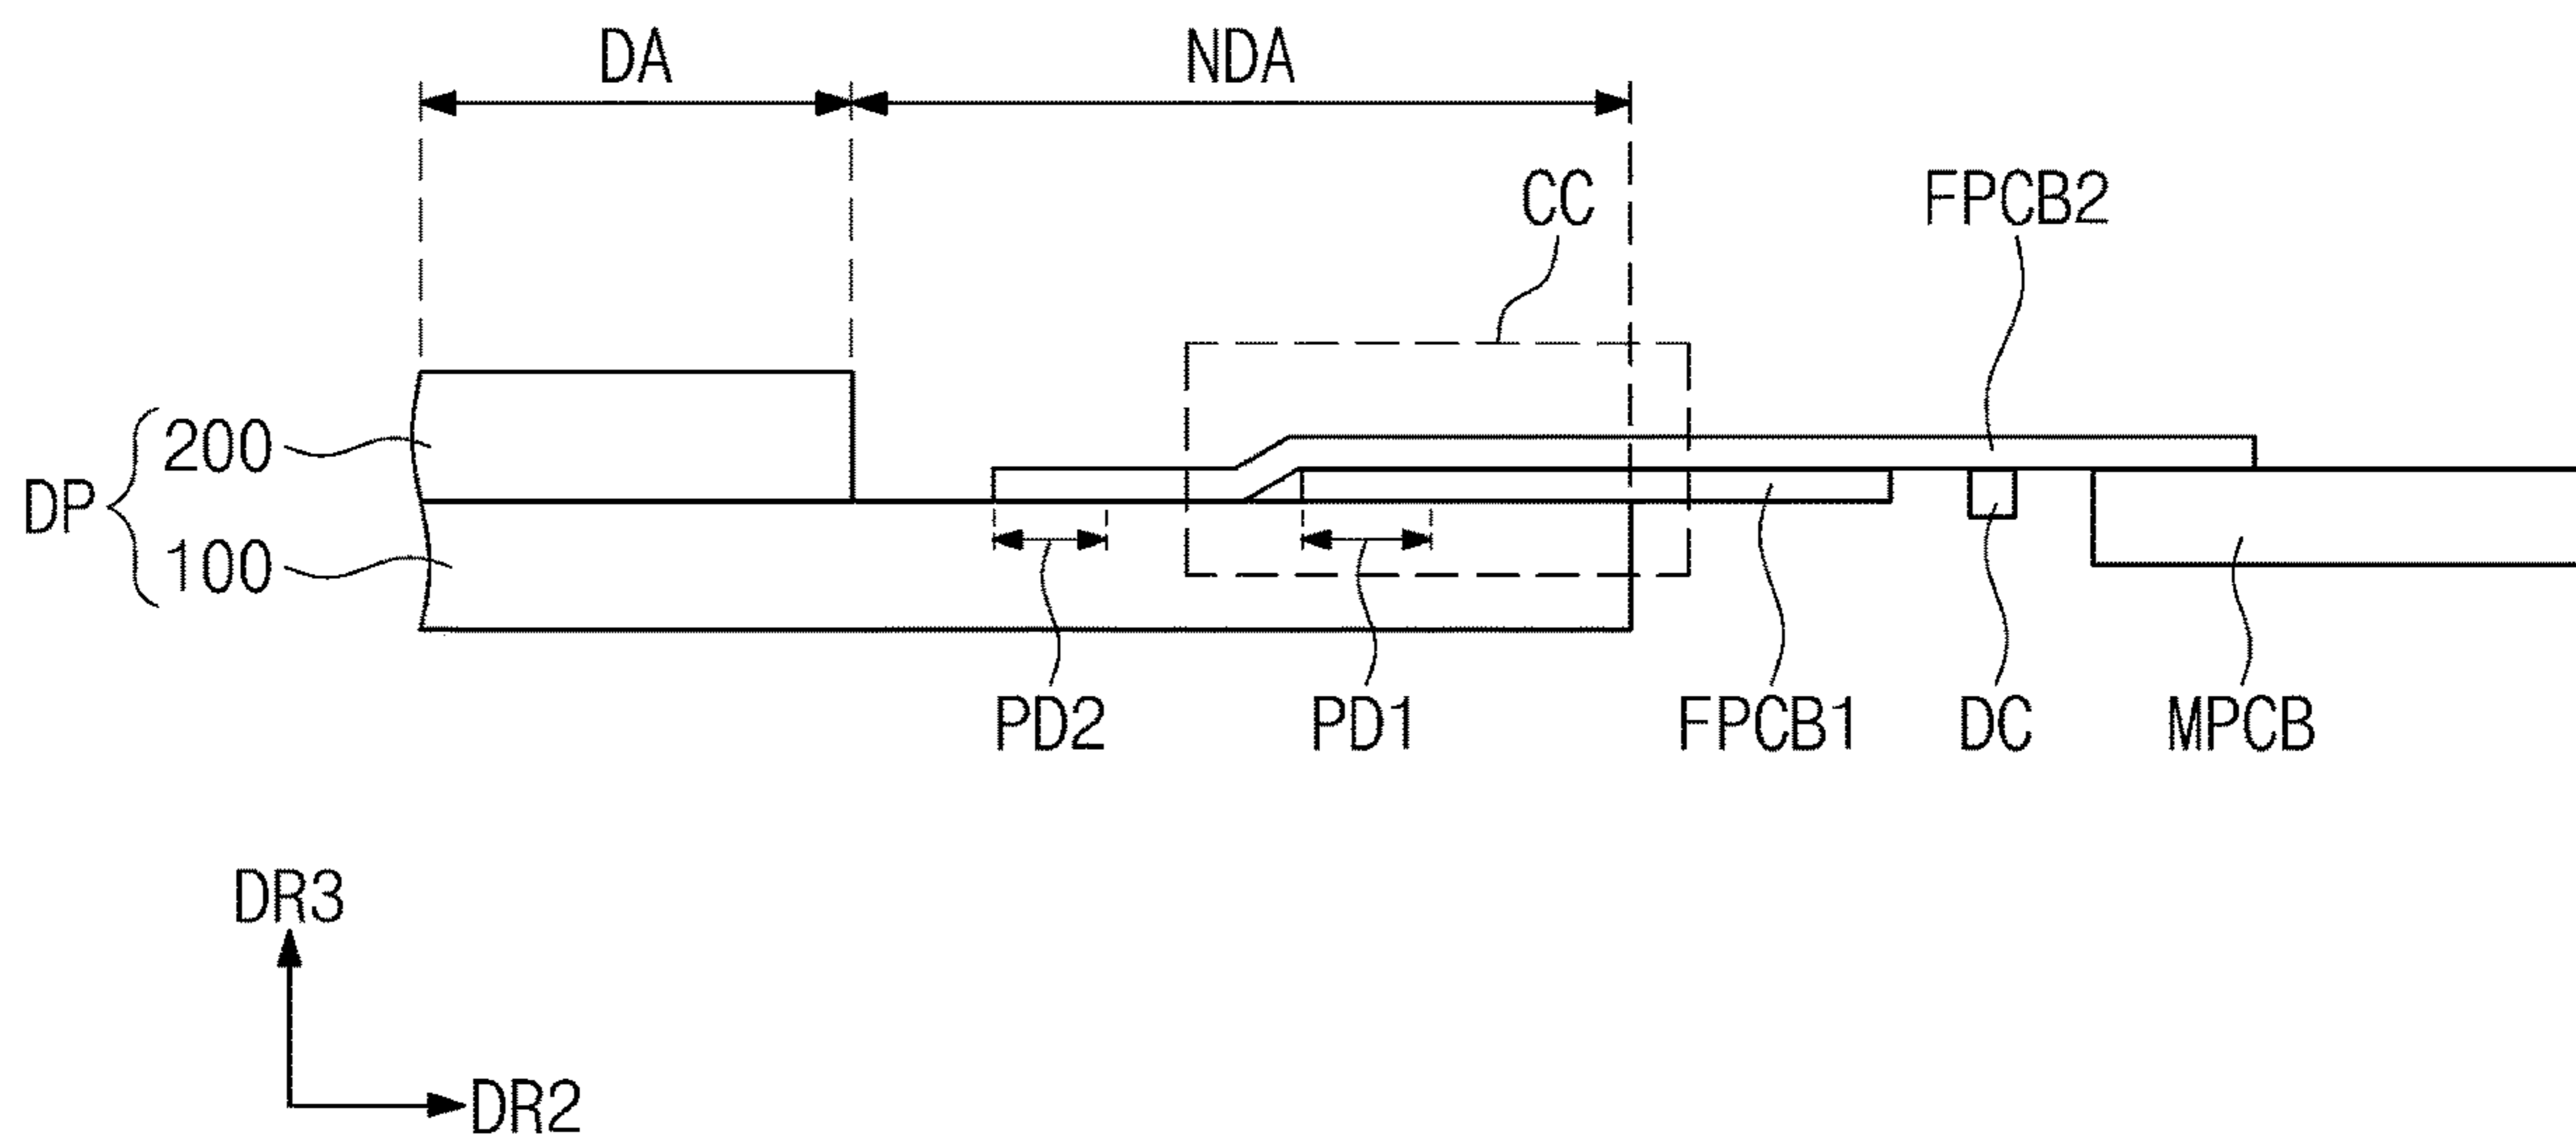 DA NDA
CC FPCB2
200
DP
100
PD2 PD1 FPCB1 DC MPCB
DR3
DR2